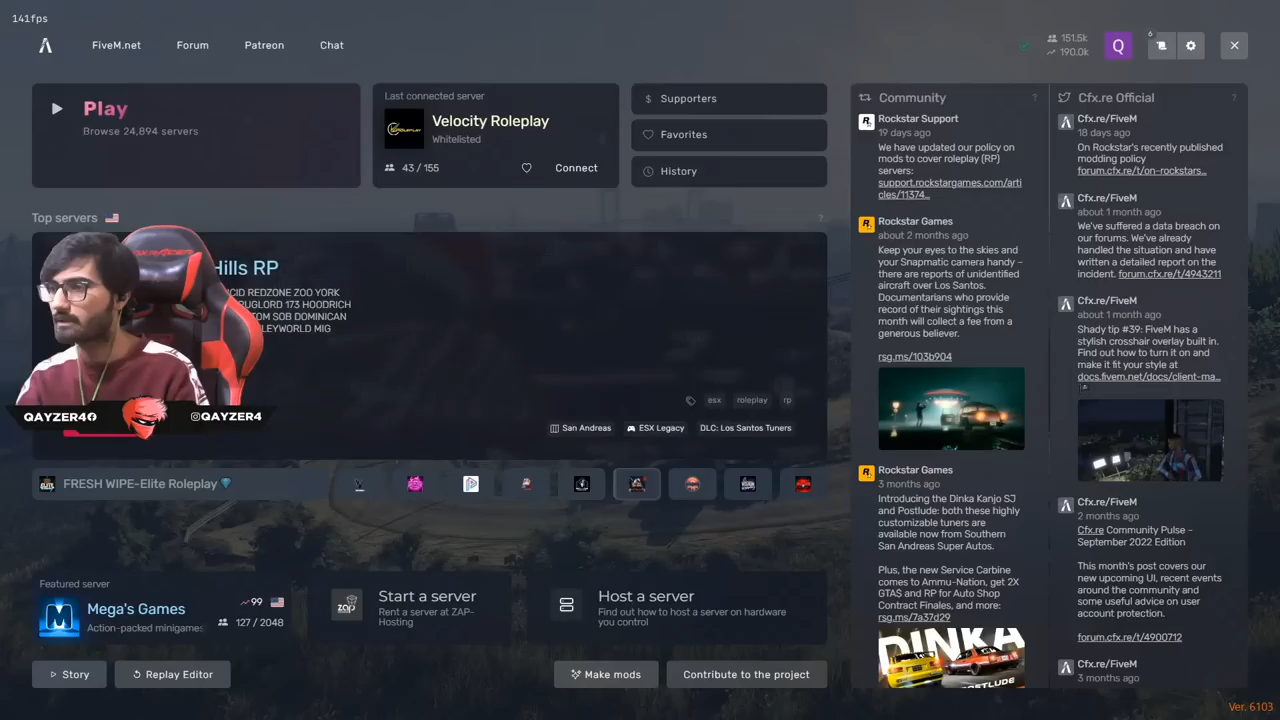 141fps
FiveM.net
Forum
Patreon
Chat
151.5k
190.0k
Q
6
Play
Browse 24,894 servers
Last connected server
Velocity Roleplay
Whitelisted
43 / 155
Connect
$ Supporters
Favorites
History
Top servers
?
Hills RP
REDZONE ZOO YORK
173 HOODRICH
SOB DOMINICAN
MIG
esx
roleplay
rp
San Andreas
ESX Legacy
DLC: Los Santos Tuners
QAYZER4
QAYZER4
FRESH WIPE-Elite Roleplay
Featured server
Mega's Games
Action-packed minigames
99
127 / 2048
ZAP
Start a server
Rent a server at ZAP-
Hosting
Host a server
Find out how to host a server on hardware
you control
Story
Replay Editor
Make mods
Contribute to the project
Community
?
Rockstar Support
19 days ago
We have updated our policy on
mods to cover roleplay (RP)
servers:
support.rockstargames.com/arti
cles/11374…
Rockstar Games
about 2 months ago
Keep your eyes to the skies and
your Snapmatic camera handy –
there are reports of unidentified
aircraft over Los Santos.
Documentarians who provide
record of their sightings this
month will collect a fee from a
generous believer.
rsg.ms/103b904
Rockstar Games
3 months ago
Introducing the Dinka Kanjo SJ
and Postlude: both these highly
customizable tuners are
available now from Southern
San Andreas Super Autos.
Plus, the new Service Carbine
comes to Ammu-Nation, get 2X
GTA$ and RP for Auto Shop
Contract Finales, and more:
rsg.ms/7a37d29
DINKA
POSTLUDE
Cfx.re Official
?
Cfx.re/FiveM
18 days ago
On Rockstar's recently published
modding policy
forum.cfx.re/t/on-rockstars…
Cfx.re/FiveM
about 1 month ago
We've suffered a data breach on
our forums. We've already
handled the situation and have
written a detailed report on the
incident. forum.cfx.re/t/4943211
Cfx.re/FiveM
about 1 month ago
Shady tip #39: FiveM has a
stylish crosshair overlay built in.
Find out how to turn it on and
make it fit your style at
docs.fivem.net/docs/client-ma…
Cfx.re/FiveM
2 months ago
Cfx.re Community Pulse –
September 2022 Edition
This month's post covers our
new upcoming UI, recent events
around the community and
some useful advice on user
account protection.
forum.cfx.re/t/4900712
Cfx.re/FiveM
3 months ago
Ver. 6103